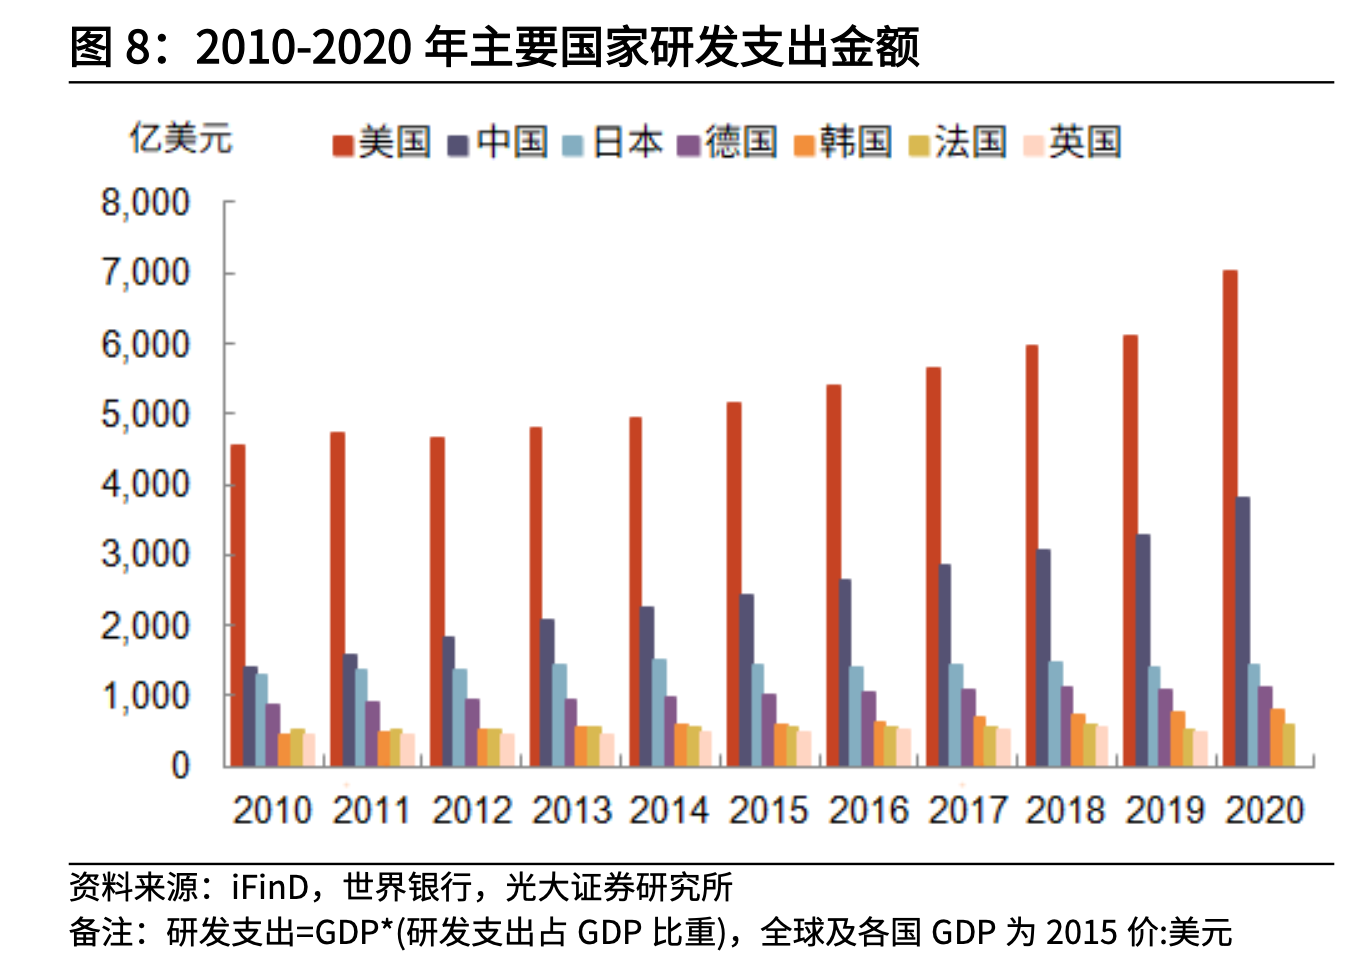 图 8：2010-2020 年主要国家研发支出金额
亿美元 美国 中国 日本 德国 韩国 法国 英国
8,000
7,000
6,000
5,000
4,000
3,000
2,000
1,000
0
2010 2011 2012 2013 2014 2015 2016 2017 2018 2019 2020
资料来源：iFinD，世界银行，光大证券研究所
备注：研发支出=GDP*(研发支出占 GDP 比重)，全球及各国 GDP 为 2015 价:美元